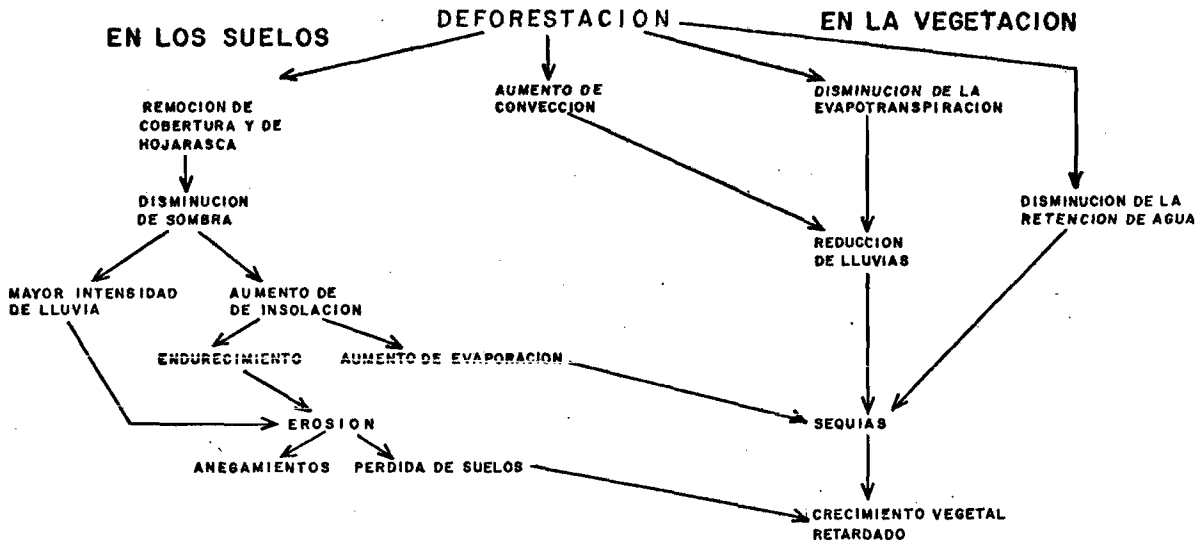 DEFORESTACION
EN LOS SUELOS
EN LA VEGETACION
REMOCION DE
COBERTURA Y DE
HOJARASCA
AUMENTO DE
CONVECCION
DISMINUCION DE LA
EVAPOTRANSPIRACION
DISMINUCION
DE SOMBRA
DISMINUCION DE LA
RETENCION DE AGUA
REDUCCION
DE LLUVIAS
MAYOR INTENSIDAD
DE LLUVIA
AUMENTO DE
DE INSOLACION
ENDURECIMIENTO
AUMENTO DE EVAPORACION
EROSION
SEQUIAS
ANEGAMIENTOS
PERDIDA DE SUELOS
CRECIMIENTO VEGETAL
RETARDADO